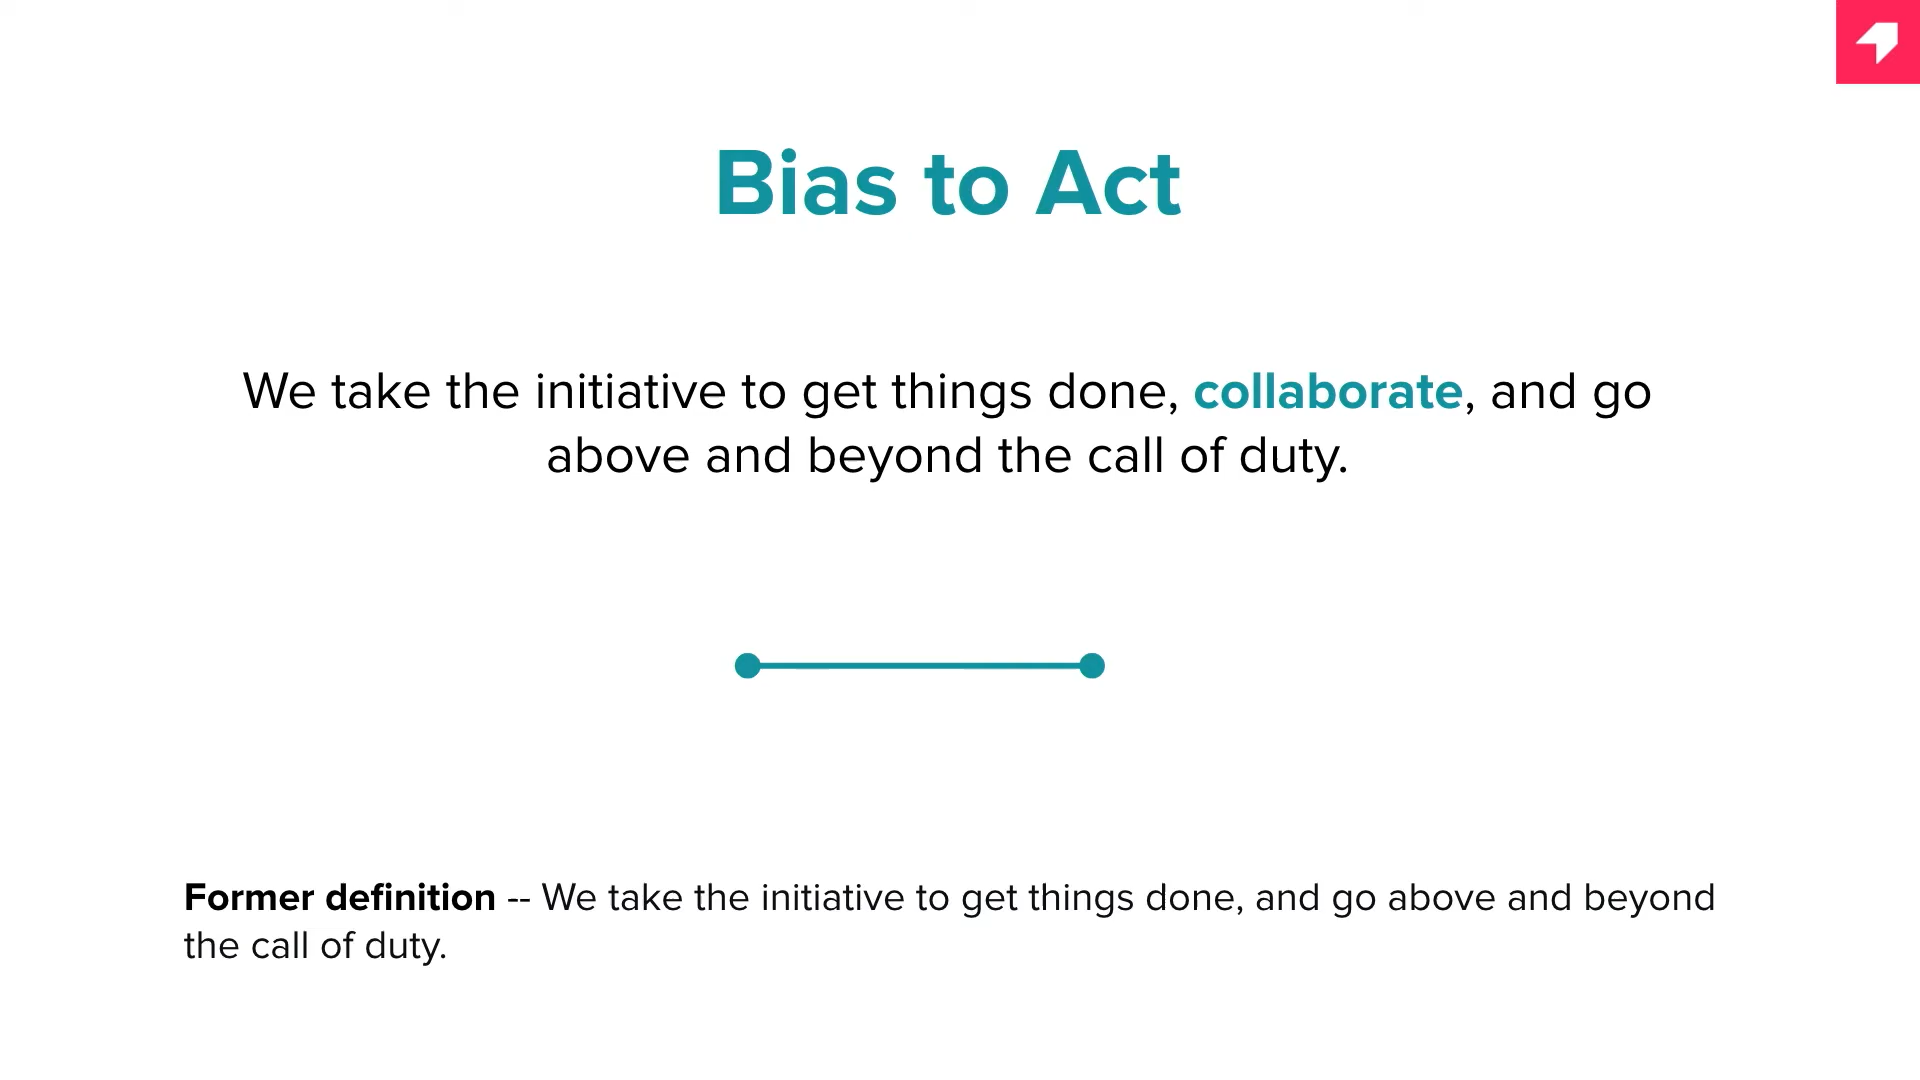 Bias to Act
We take the initiative to get things done, collaborate, and go
above and beyond the call of duty.
Former definition -- We take the initiative to get things done, and go above and beyond
the call of duty.